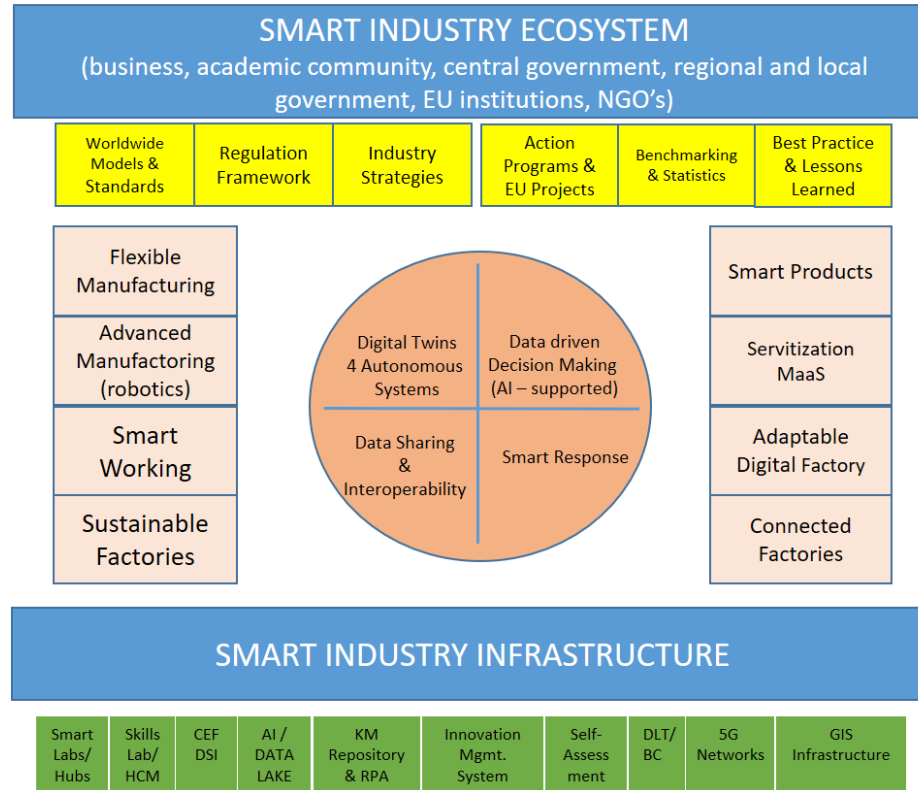 SMART INDUSTRY ECOSYSTEM
(business, academic community, central government, regional and local
government, EU institutions, NGO's)
Worldwide
Models &
Standards
Regulation
Framework
Industry
Strategies
Action
Programs &
EU Projects
Benchmarking
& Statistics
Best Practice
& Lessons
Learned
Flexible
Manufacturing
Advanced
Manufactoring
(robotics)
Smart
Working
Sustainable
Factories
Digital Twins
4 Autonomous
Systems
Data driven
Decision Making
(AI – supported)
Data Sharing
&
Interoperability
Smart Response
Smart Products
Servitization
MaaS
Adaptable
Digital Factory
Connected
Factories
SMART INDUSTRY INFRASTRUCTURE
Smart
Labs/
Hubs
Skills
Lab/
HCM
CEF
DSI
AI /
DATA
LAKE
KM
Repository
& RPA
Innovation
Mgmt.
System
Self-
Assess
ment
DLT/
BC
5G
Networks
GIS
Infrastructure